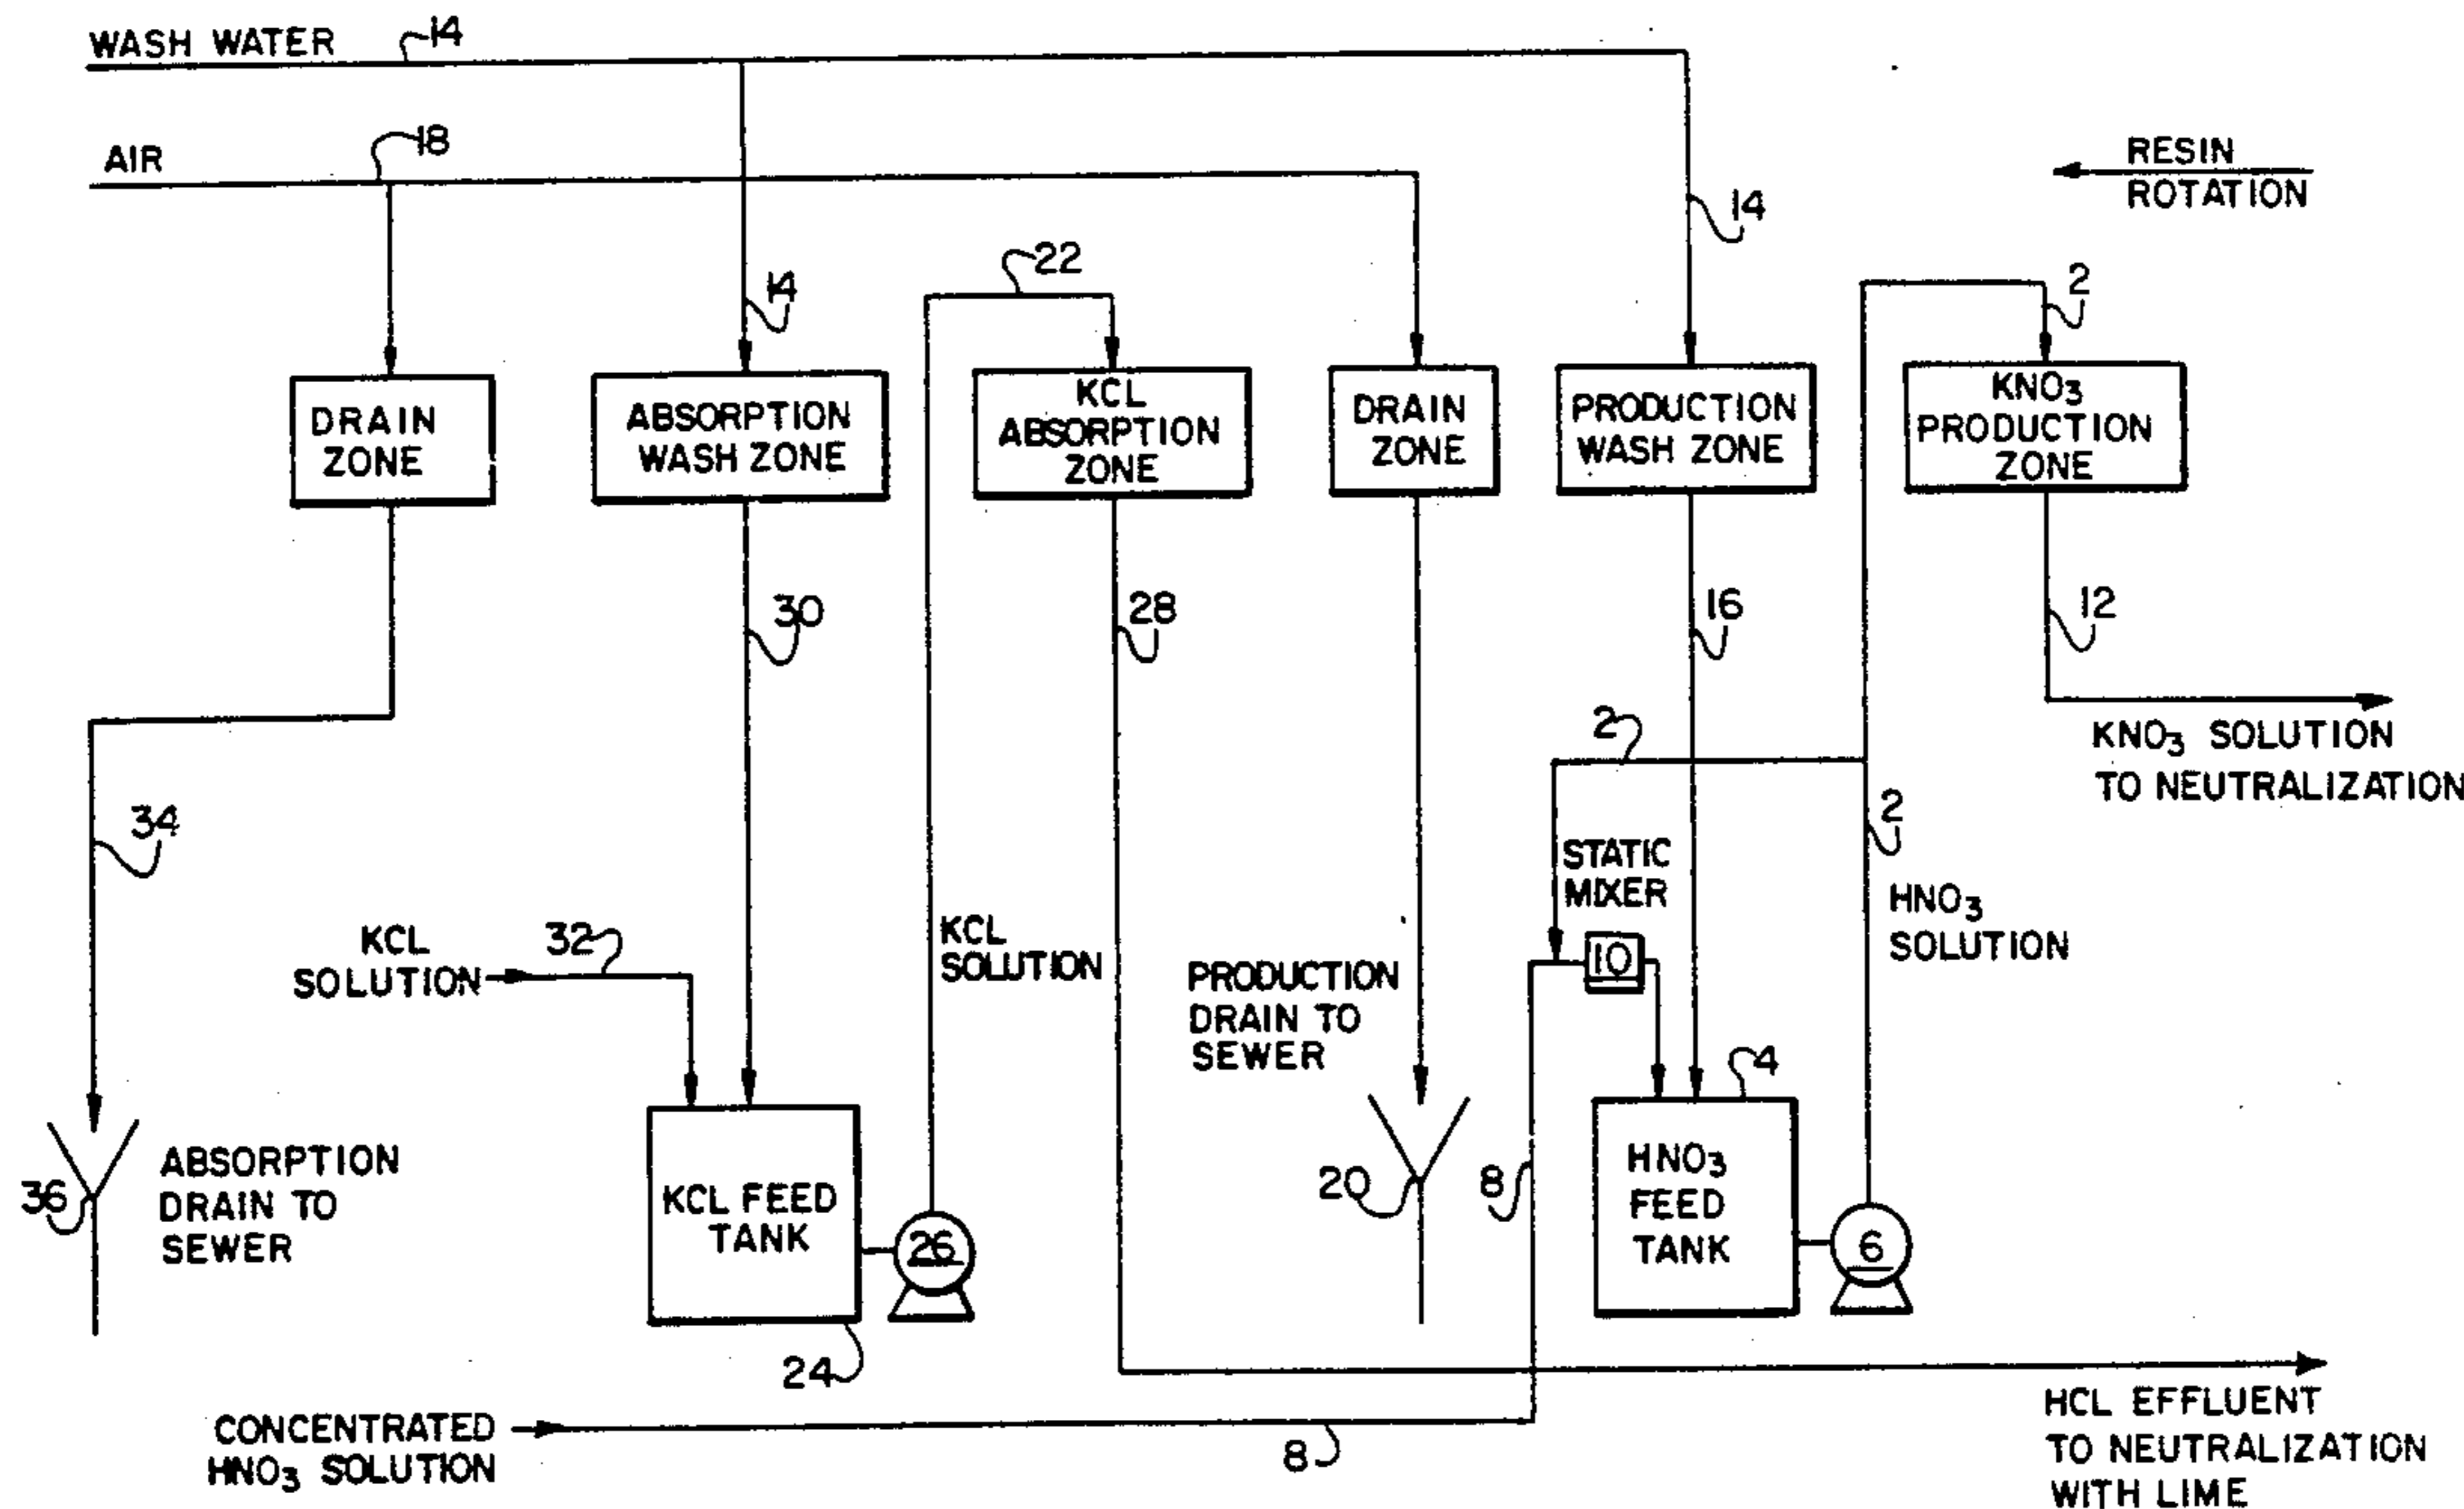 WASH WATER
14
AIR
18
RESIN
ROTATION
14
14
22
2
DRAIN
ZONE
ABSORPTION
WASH ZONE
KCL
ABSORPTION
ZONE
DRAIN
ZONE
PRODUCTION
WASH ZONE
KNO3
PRODUCTION
ZONE
30
28
16
12
2
KNO3 SOLUTION
TO NEUTRALIZATION
34
2
STATIC
MIXER
HNO3
SOLUTION
KCL
SOLUTION
32
KCL
SOLUTION
10
PRODUCTION
DRAIN TO
SEWER
4
ABSORPTION
DRAIN TO
SEWER
36
KCL FEED
TANK
26
20
8
HNO3
FEED
TANK
6
24
CONCENTRATED
HNO3 SOLUTION
8
HCL EFFLUENT
TO NEUTRALIZATION
WITH LIME